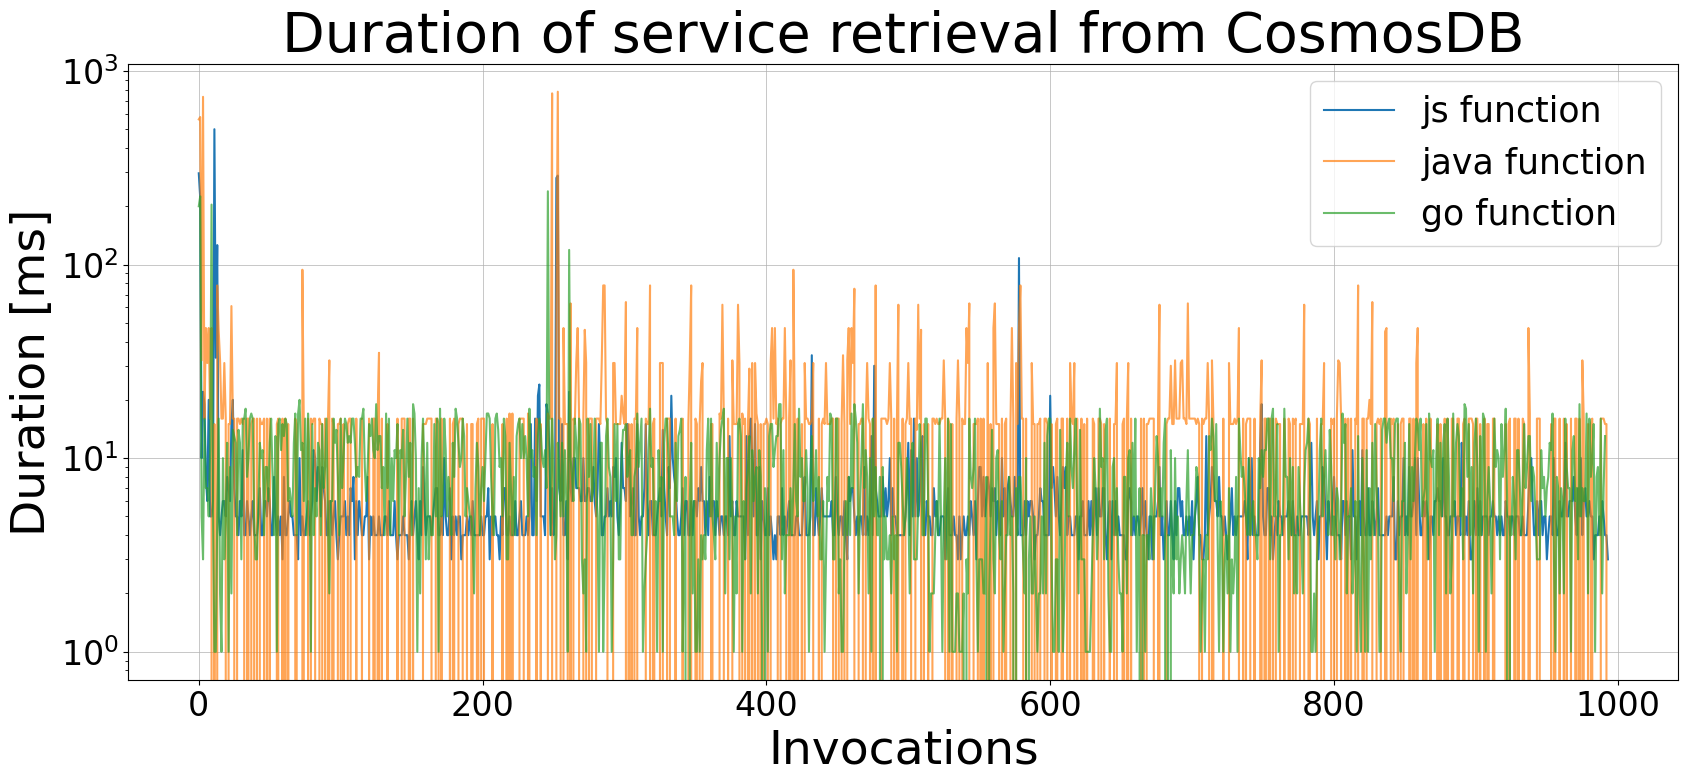 Duration of service retrieval from CosmosDB
Duration [ms]
10³
10²
10¹
10⁰
js function
java function
go function
0 200 400 600 800 1000
Invocations